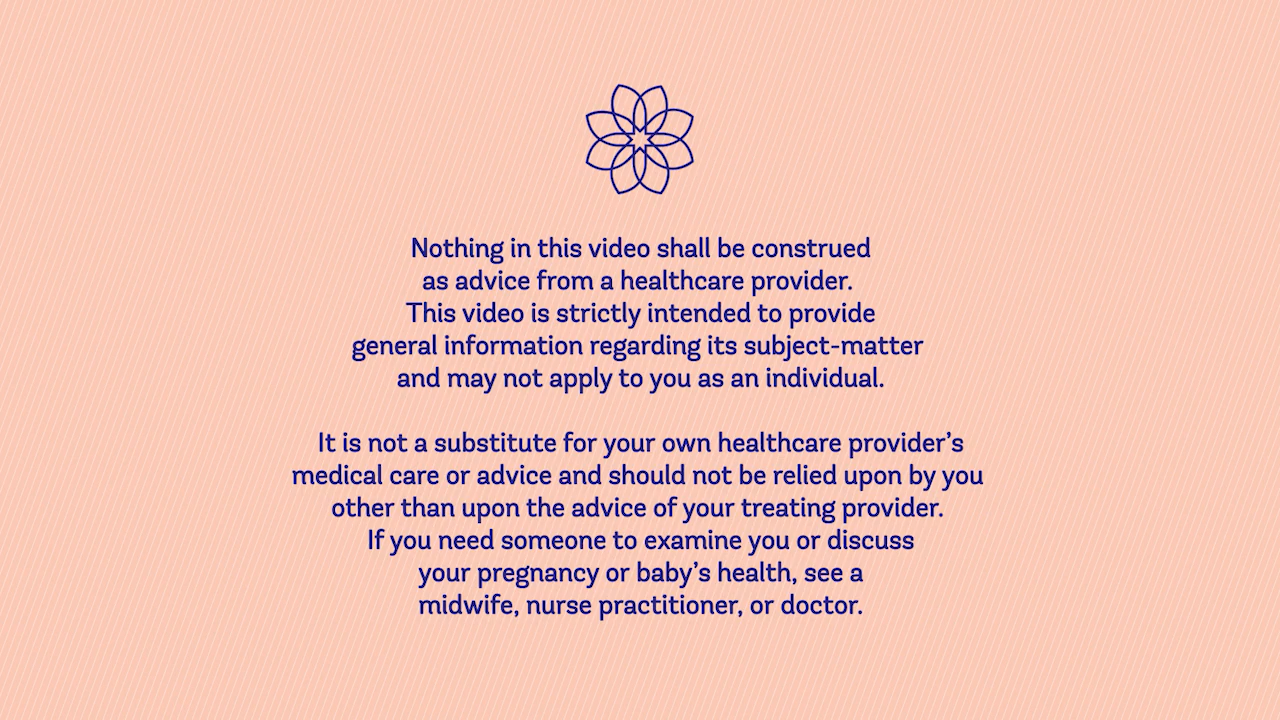 Nothing in this video shall be construed
as advice from a healthcare provider.
This video is strictly intended to provide
general information regarding its subject-matter
and may not apply to you as an individual.
It is not a substitute for your own healthcare provider’s
medical care or advice and should not be relied upon by you
other than upon the advice of your treating provider.
If you need someone to examine you or discuss
your pregnancy or baby’s health, see a
midwife, nurse practitioner, or doctor.